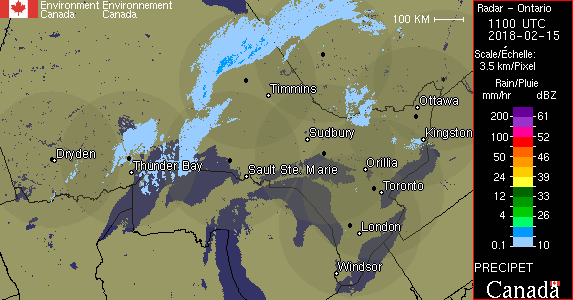 Environment Environnement
Canada Canada
100 KM
Timmins
Ottawa
Sudbury
Kingston
Dryden
Thunder Bay
Sault Ste. Marie
Orillia
Toronto
London
Windsor
Radar - Ontario
1100 UTC
2018-02-15
Scale/Échelle:
3.5 km/Pixel
Rain/Pluie
mm/hr dBZ
200 61
100 52
50 46
24 39
12 33
4 26
0.1 10
PRECIPET
Canada